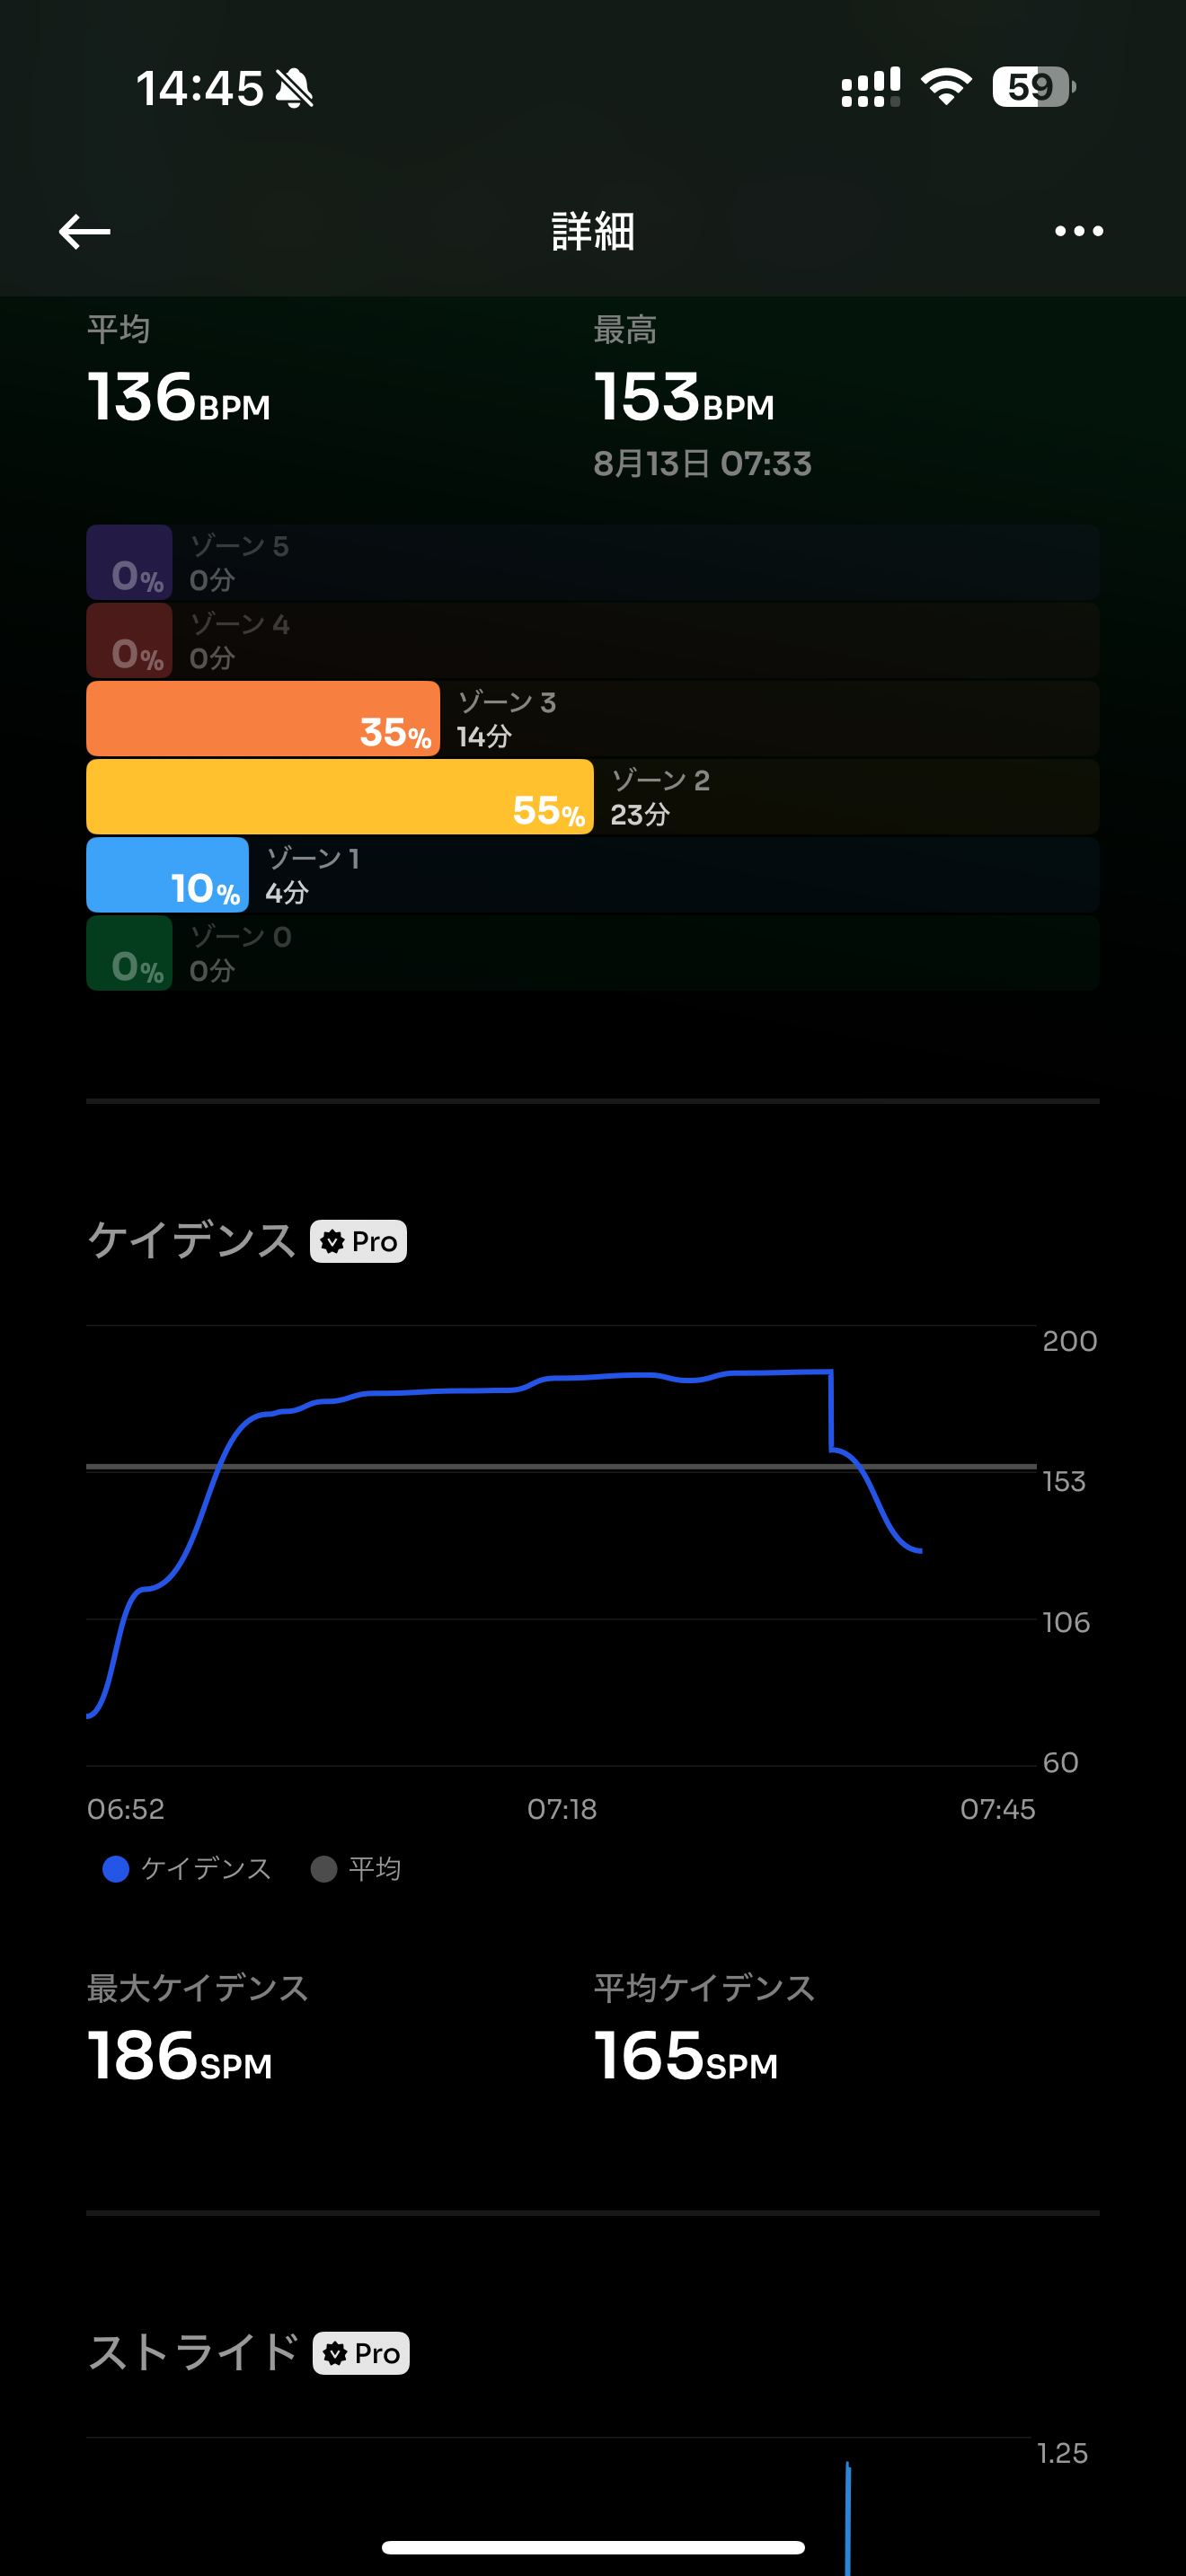 14:45
59
詳細
平均
最高
136BPM
153BPM
8月13日 07:33
0%
ゾーン 5
0分
0%
ゾーン 4
0分
35%
ゾーン 3
14分
55%
ゾーン 2
23分
10%
ゾーン 1
4分
0%
ゾーン 0
0分
ケイデンス Pro
200
153
106
60
06:52
07:18
07:45
ケイデンス
平均
最大ケイデンス
平均ケイデンス
186SPM
165SPM
ストライド Pro
1.25